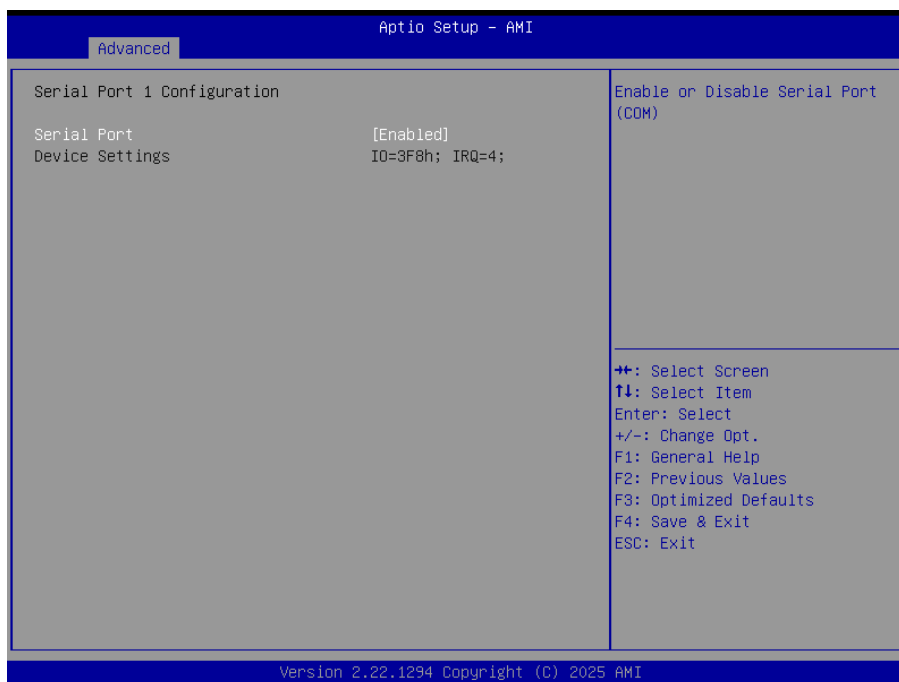 Aptio Setup - AMI
Advanced
Serial Port 1 Configuration
Serial Port [Enabled]
Device Settings IO=3F8h; IRQ=4;
Enable or Disable Serial Port
(COM)
→←: Select Screen
↑↓: Select Item
Enter: Select
+/-: Change Opt.
F1: General Help
F2: Previous Values
F3: Optimized Defaults
F4: Save & Exit
ESC: Exit
Version 2.22.1294 Copyright (C) 2025 AMI